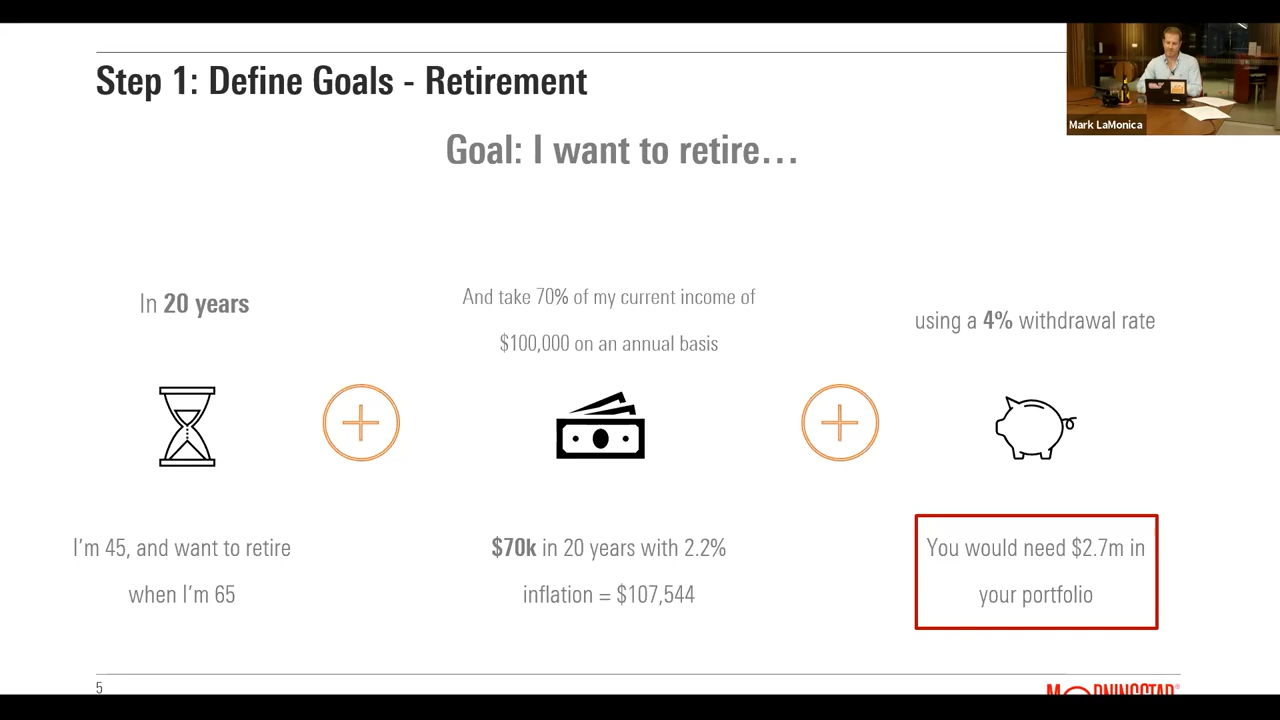 Step 1: Define Goals - Retirement
Mark LaMonica
Goal: I want to retire…
In 20 years
And take 70% of my current income of
$100,000 on an annual basis
using a 4% withdrawal rate
I'm 45, and want to retire
when I'm 65
$70k in 20 years with 2.2%
inflation = $107,544
You would need $2.7m in
your portfolio
5
MORNINGSTAR®